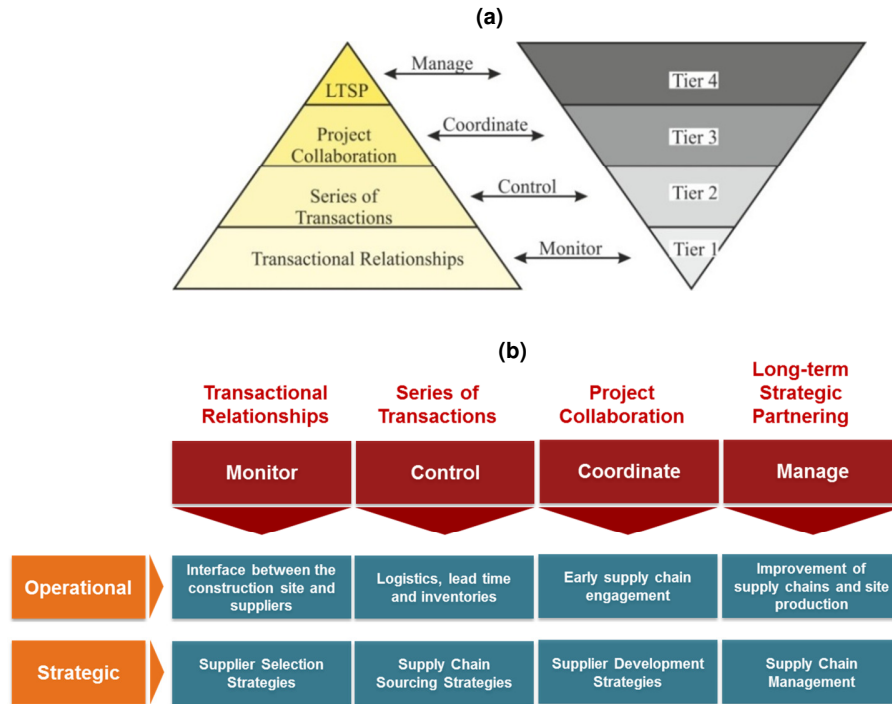 (a)
Manage
LTSP
Tier 4
Coordinate
Project
Collaboration
Tier 3
Control
Series of
Transactions
Tier 2
Monitor
Transactional Relationships
Tier 1
(b)
Transactional
Relationships
Series of
Transactions
Project
Collaboration
Long-term
Strategic
Partnering
Monitor
Control
Coordinate
Manage
Operational
Interface between the
construction site and
suppliers
Logistics, lead time
and inventories
Early supply chain
engagement
Improvement of
supply chains and site
production
Strategic
Supplier Selection
Strategies
Supply Chain
Sourcing Strategies
Supplier Development
Strategies
Supply Chain
Management